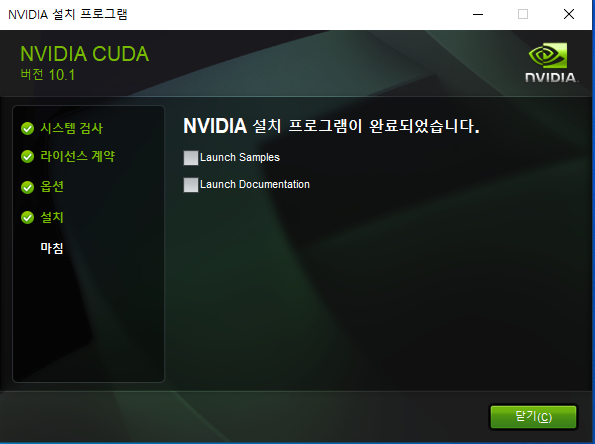 NVIDIA 설치 프로그램
NVIDIA CUDA
버전 10.1
NVIDIA.
시스템 검사
라이선스 계약
옵션
설치
마침
NVIDIA 설치 프로그램이 완료되었습니다.
Launch Samples
Launch Documentation
닫기(C)